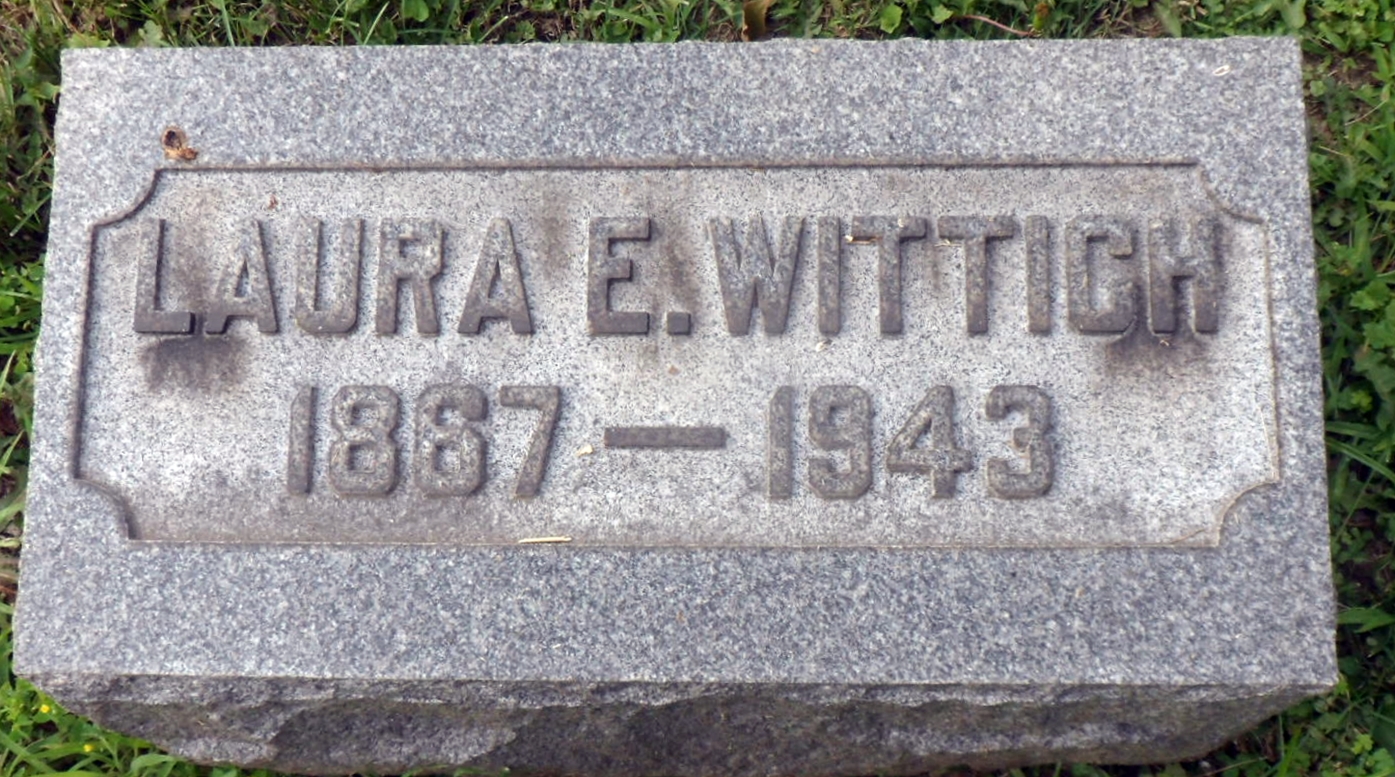 LAURA E. WITTICH
1867 — 1943